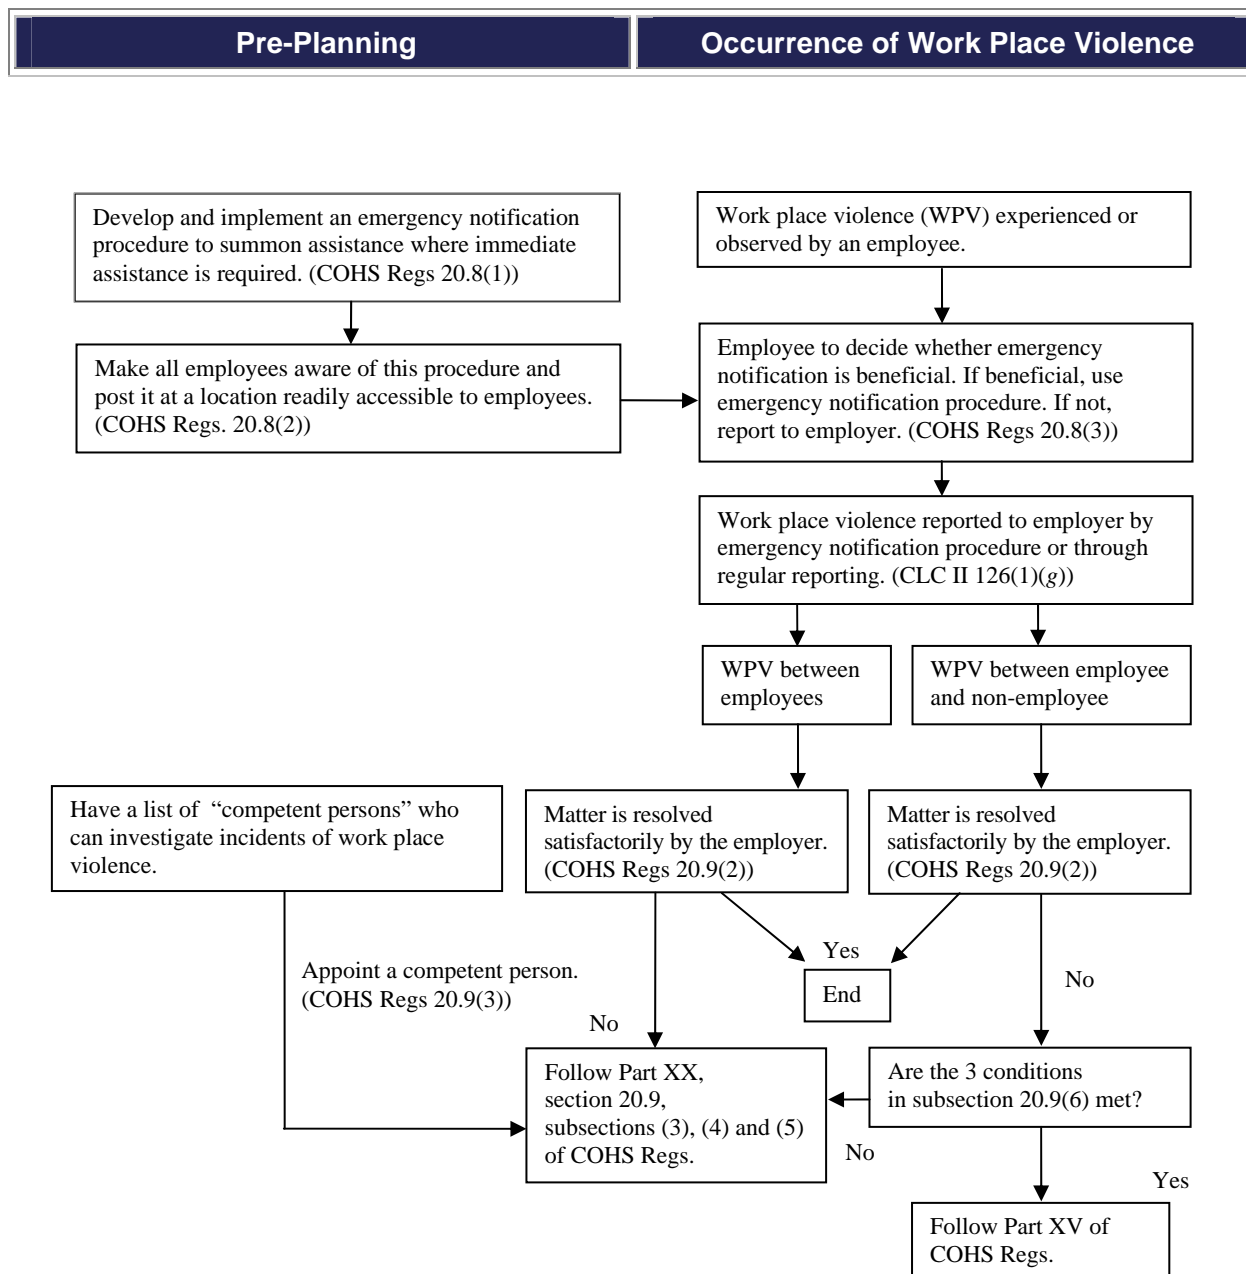 Pre-Planning
Occurrence of Work Place Violence
Develop and implement an emergency notification
procedure to summon assistance where immediate
assistance is required. (COHS Regs 20.8(1))
Work place violence (WPV) experienced or
observed by an employee.
Make all employees aware of this procedure and
post it at a location readily accessible to employees.
(COHS Regs. 20.8(2))
Employee to decide whether emergency
notification is beneficial. If beneficial, use
emergency notification procedure. If not,
report to employer. (COHS Regs 20.8(3))
Work place violence reported to employer by
emergency notification procedure or through
regular reporting. (CLC II 126(1)(g))
WPV between
employees
WPV between employee
and non-employee
Have a list of “competent persons” who
can investigate incidents of work place
violence.
Matter is resolved
satisfactorily by the employer.
(COHS Regs 20.9(2))
Matter is resolved
satisfactorily by the employer.
(COHS Regs 20.9(2))
Appoint a competent person.
(COHS Regs 20.9(3))
Yes
End
No
No
Follow Part XX,
section 20.9,
subsections (3), (4) and (5)
of COHS Regs.
Are the 3 conditions
in subsection 20.9(6) met?
No
Yes
Follow Part XV of
COHS Regs.